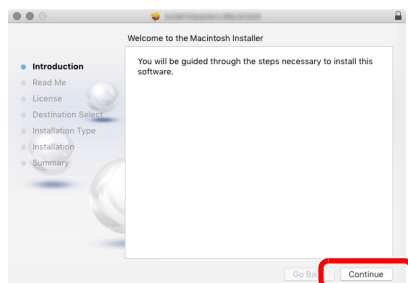 Welcome to the Macintosh Installer
Introduction
Read Me
License
Destination Select
Installation Type
Installation
Summary
You will be guided through the steps necessary to install this
software.
Go Ba
Continue